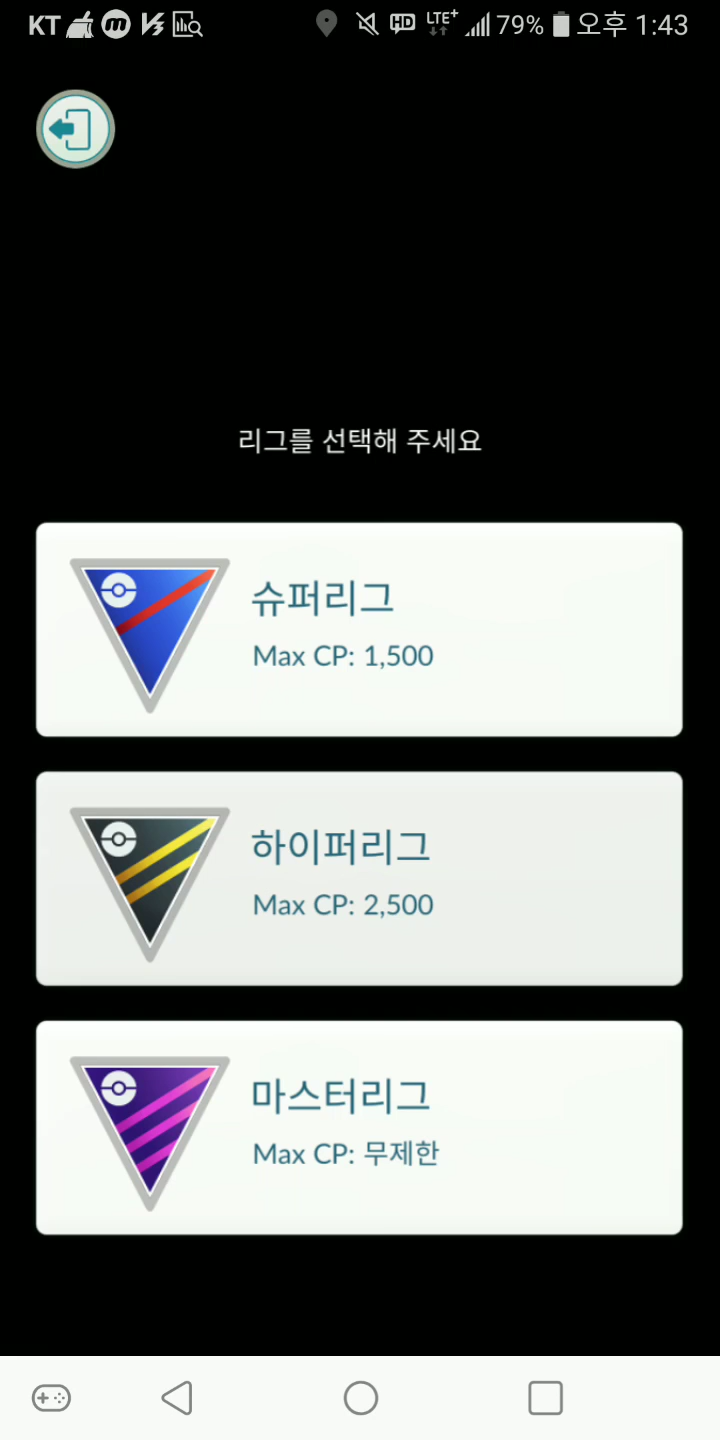 KT HD LTE+ 79% 오후 1:43
리그를 선택해 주세요
슈퍼리그
Max CP: 1,500
하이퍼리그
Max CP: 2,500
마스터리그
Max CP: 무제한